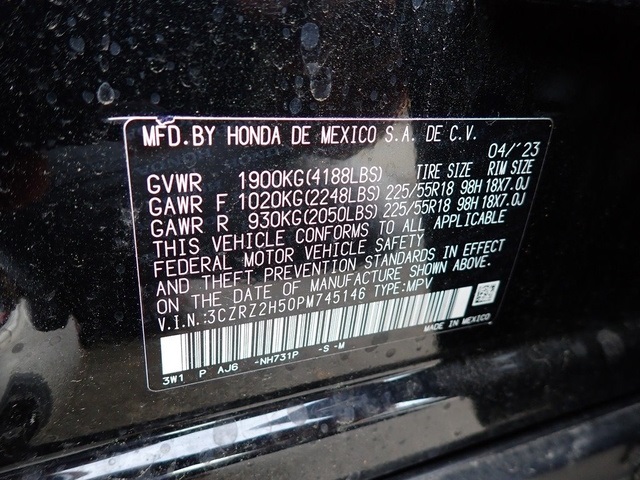 MFD.BY HONDA DE MEXICO S.A. DE C.V.
04/'23
GVWR 1900KG(4188LBS) TIRE SIZE RIM SIZE
GAWR F 1020KG(2248LBS) 225/55R18 98H 18X7.0J
GAWR R 930KG(2050LBS) 225/55R18 98H 18X7.0J
THIS VEHICLE CONFORMS TO ALL APPLICABLE
FEDERAL MOTOR VEHICLE SAFETY
AND THEFT PREVENTION STANDARDS IN EFFECT
ON THE DATE OF MANUFACTURE SHOWN ABOVE.
V.I.N.:3CZRZ2H50PM745146 TYPE:MPV
MADE IN MEXICO
3W1 P AJ6 -NH731P -S-M